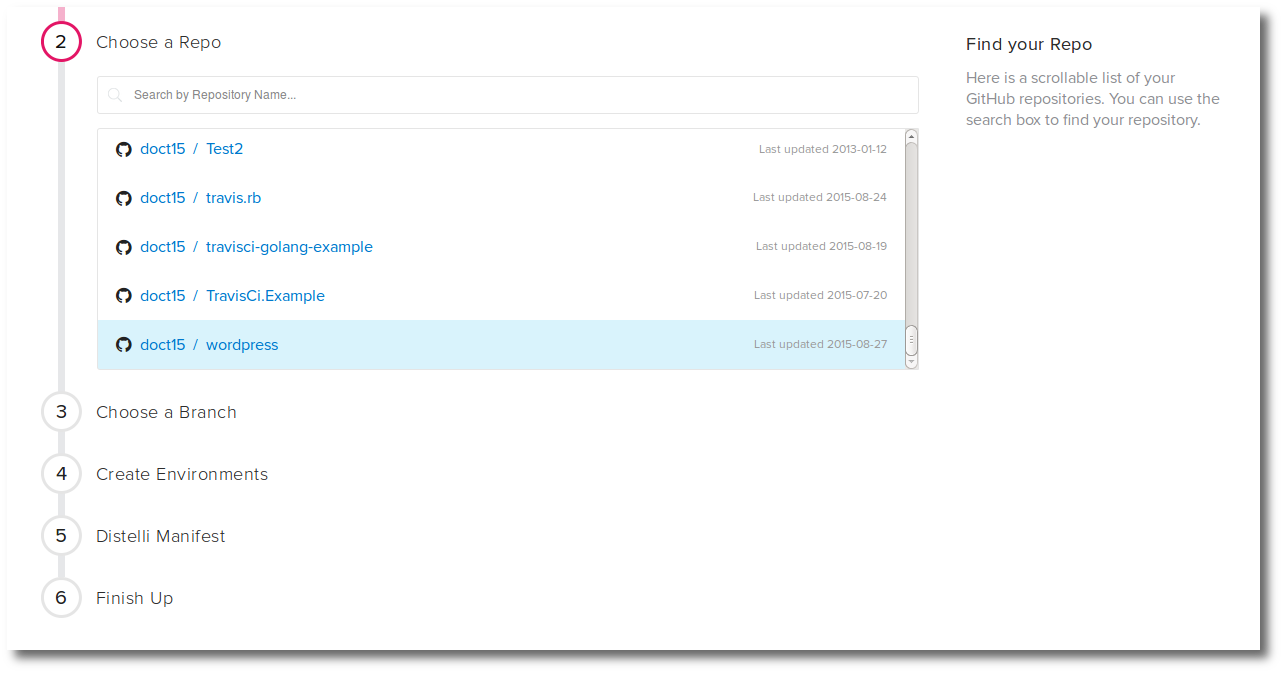 2 Choose a Repo
Search by Repository Name...
doct15 / Test2 Last updated 2013-01-12
doct15 / travis.rb Last updated 2015-08-24
doct15 / travisci-golang-example Last updated 2015-08-19
doct15 / TravisCi.Example Last updated 2015-07-20
doct15 / wordpress Last updated 2015-08-27
3 Choose a Branch
4 Create Environments
5 Distelli Manifest
6 Finish Up
Find your Repo
Here is a scrollable list of your
GitHub repositories. You can use the
search box to find your repository.